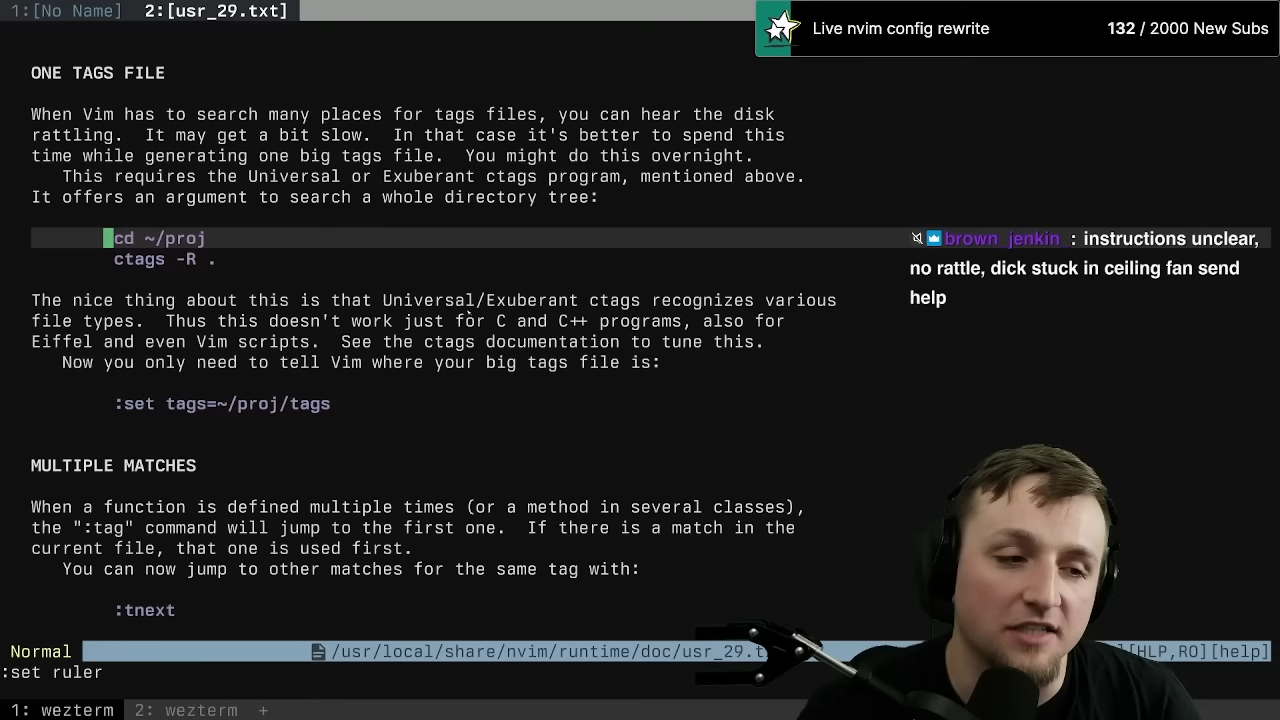 1:[No Name] 2:[usr_29.txt]
Live nvim config rewrite 132 / 2000 New Subs
ONE TAGS FILE
When Vim has to search many places for tags files, you can hear the disk
rattling. It may get a bit slow. In that case it's better to spend this
time while generating one big tags file. You might do this overnight.
This requires the Universal or Exuberant ctags program, mentioned above.
It offers an argument to search a whole directory tree:
cd ~/proj
ctags -R .
brown_jenkin : instructions unclear,
no rattle, dick stuck in ceiling fan send
help
The nice thing about this is that Universal/Exuberant ctags recognizes various
file types. Thus this doesn't work just for C and C++ programs, also for
Eiffel and even Vim scripts. See the ctags documentation to tune this.
Now you only need to tell Vim where your big tags file is:
:set tags=~/proj/tags
MULTIPLE MATCHES
When a function is defined multiple times (or a method in several classes),
the ":tag" command will jump to the first one. If there is a match in the
current file, that one is used first.
You can now jump to other matches for the same tag with:
:tnext
Normal /usr/local/share/nvim/runtime/doc/usr_29.t [HLP,RO][help]
:set ruler
1: wezterm 2: wezterm +